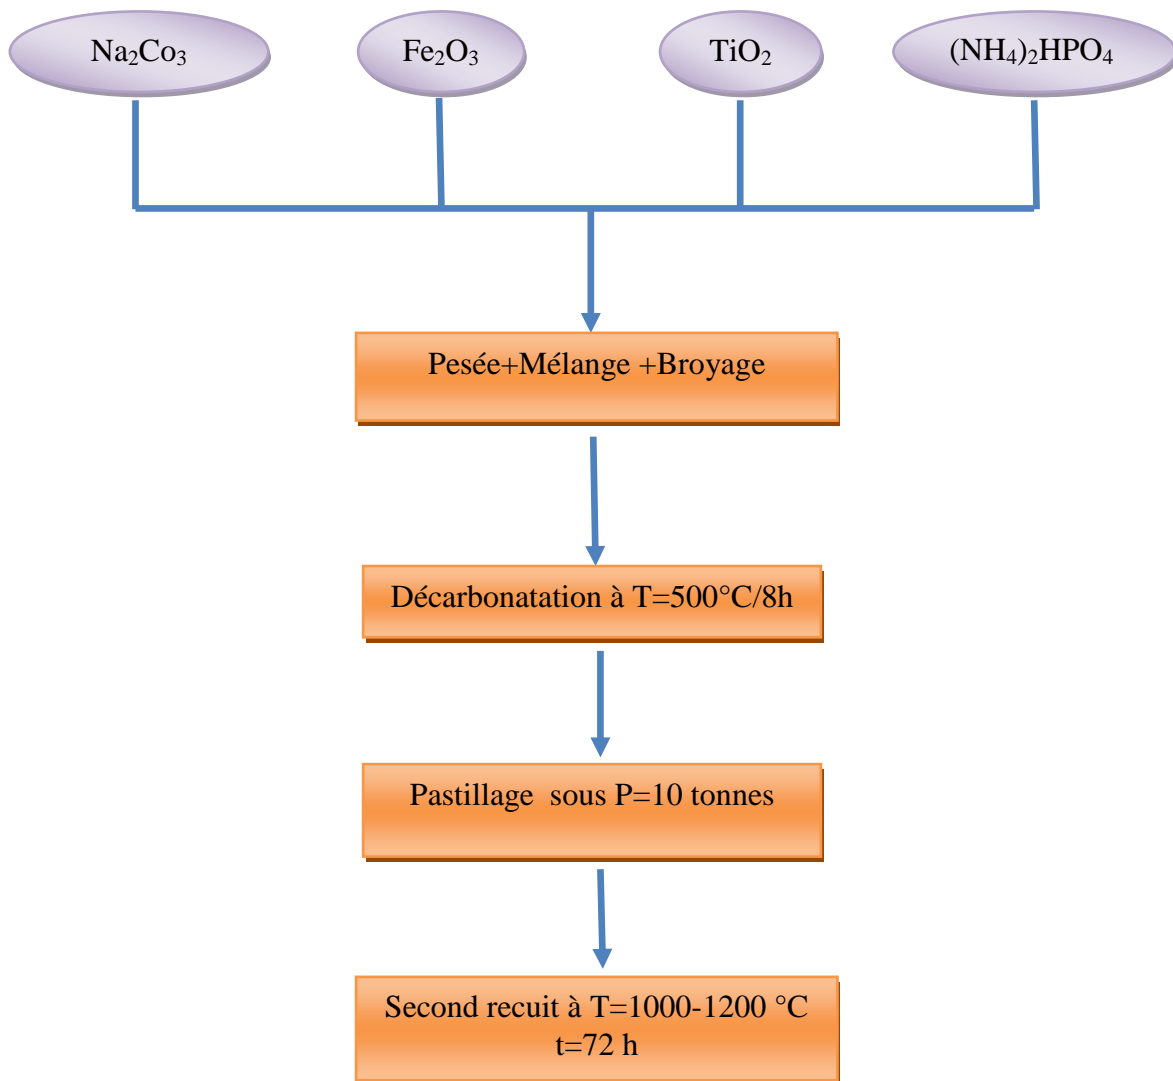 Na₂Co₃
Fe₂O₃
TiO₂
(NH₄)₂HPO₄
Pesée+Mélange +Broyage
Décarbonatation à T=500°C/8h
Pastillage  sous P=10 tonnes
Second recuit à T=1000-1200 °C
t=72 h